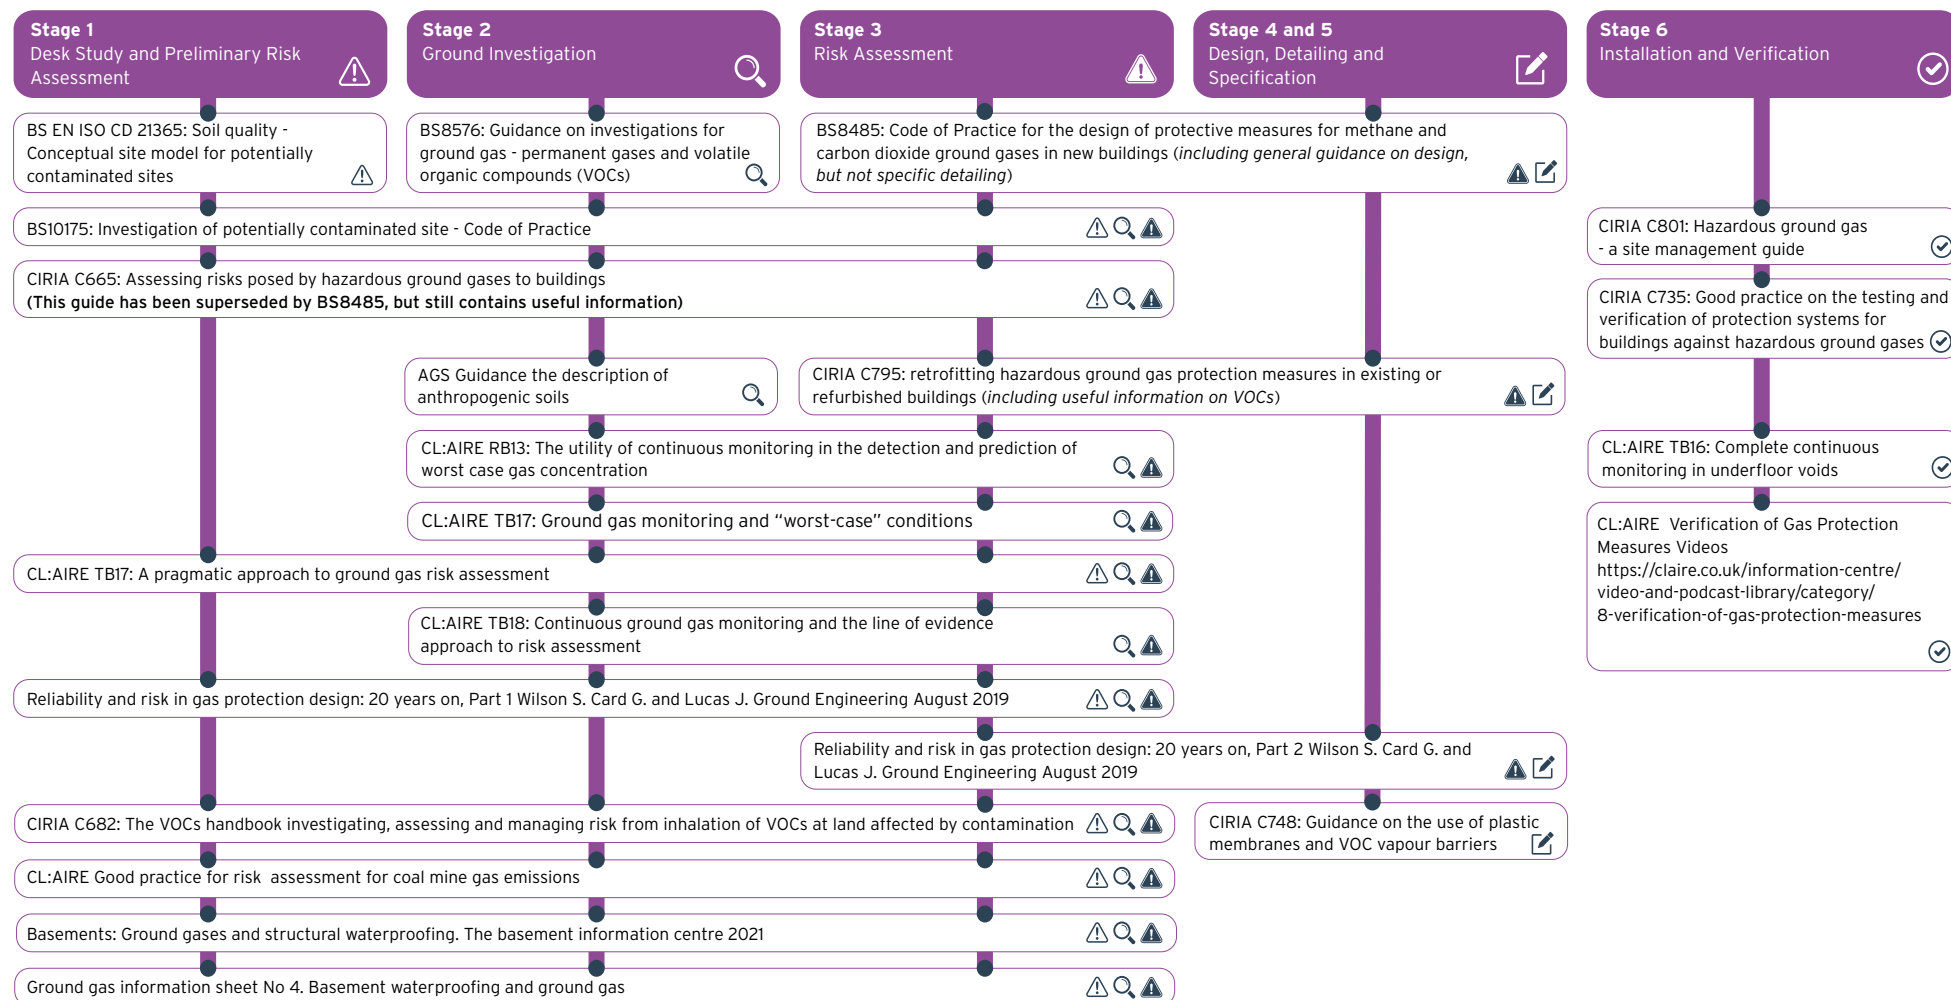 Stage 1
Desk Study and Preliminary Risk
Assessment
Stage 2
Ground Investigation
Stage 3
Risk Assessment
Stage 4 and 5
Design, Detailing and
Specification
Stage 6
Installation and Verification
BS EN ISO CD 21365: Soil quality -
Conceptual site model for potentially
contaminated sites
BS8576: Guidance on investigations for
ground gas - permanent gases and volatile
organic compounds (VOCs)
BS8485: Code of Practice for the design of protective measures for methane and
carbon dioxide ground gases in new buildings (including general guidance on design,
but not specific detailing)
BS10175: Investigation of potentially contaminated site - Code of Practice
CIRIA C801: Hazardous ground gas
- a site management guide
CIRIA C665: Assessing risks posed by hazardous ground gases to buildings
(This guide has been superseded by BS8485, but still contains useful information)
CIRIA C735: Good practice on the testing and
verification of protection systems for
buildings against hazardous ground gases
AGS Guidance the description of
anthropogenic soils
CIRIA C795: retrofitting hazardous ground gas protection measures in existing or
refurbished buildings (including useful information on VOCs)
CL:AIRE RB13: The utility of continuous monitoring in the detection and prediction of
worst case gas concentration
CL:AIRE TB16: Complete continuous
monitoring in underfloor voids
CL:AIRE TB17: Ground gas monitoring and “worst-case” conditions
CL:AIRE Verification of Gas Protection
Measures Videos
https://claire.co.uk/information-centre/
video-and-podcast-library/category/
8-verification-of-gas-protection-measures
CL:AIRE TB17: A pragmatic approach to ground gas risk assessment
CL:AIRE TB18: Continuous ground gas monitoring and the line of evidence
approach to risk assessment
Reliability and risk in gas protection design: 20 years on, Part 1 Wilson S. Card G. and Lucas J. Ground Engineering August 2019
Reliability and risk in gas protection design: 20 years on, Part 2 Wilson S. Card G. and
Lucas J. Ground Engineering August 2019
CIRIA C682: The VOCs handbook investigating, assessing and managing risk from inhalation of VOCs at land affected by contamination
CIRIA C748: Guidance on the use of plastic
membranes and VOC vapour barriers
CL:AIRE Good practice for risk assessment for coal mine gas emissions
Basements: Ground gases and structural waterproofing. The basement information centre 2021
Ground gas information sheet No 4. Basement waterproofing and ground gas